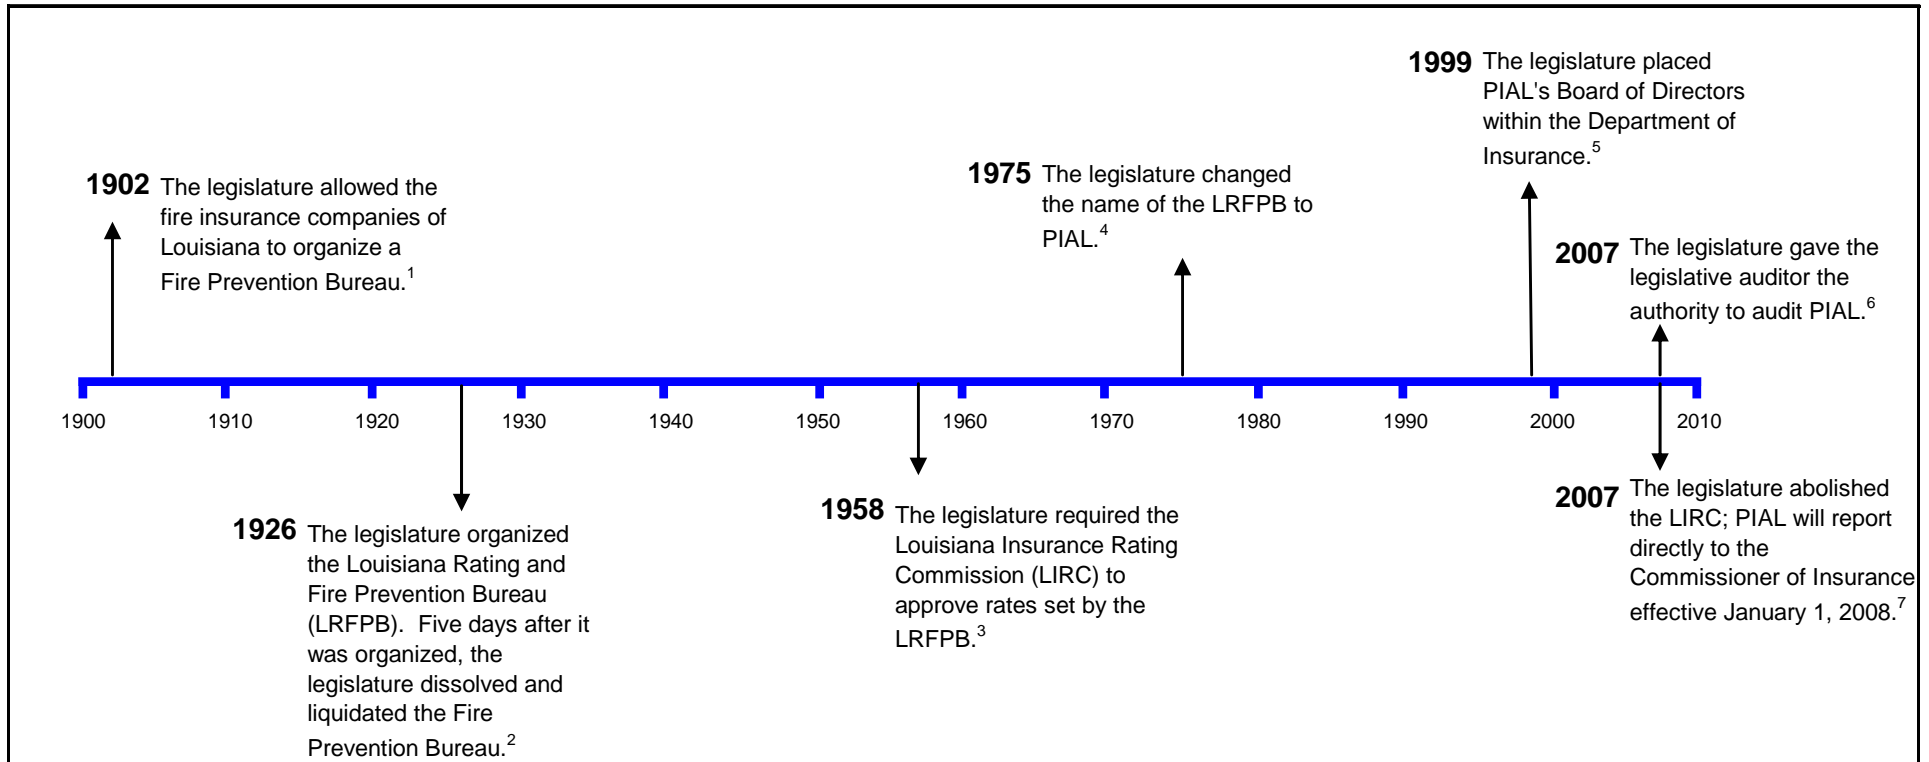 1902 The legislature allowed the
fire insurance companies of
Louisiana to organize a
Fire Prevention Bureau.1
1975 The legislature changed
the name of the LRFPB to
PIAL.4
1999 The legislature placed
PIAL's Board of Directors
within the Department of
Insurance.5
2007 The legislature gave the
legislative auditor the
authority to audit PIAL.6
1900 1910 1920 1930 1940 1950 1960 1970 1980 1990 2000 2010
1926 The legislature organized
the Louisiana Rating and
Fire Prevention Bureau
(LRFPB). Five days after it
was organized, the
legislature dissolved and
liquidated the Fire
Prevention Bureau.2
1958 The legislature required the
Louisiana Insurance Rating
Commission (LIRC) to
approve rates set by the
LRFPB.3
2007 The legislature abolished
the LIRC; PIAL will report
directly to the
Commissioner of Insurance
effective January 1, 2008.7